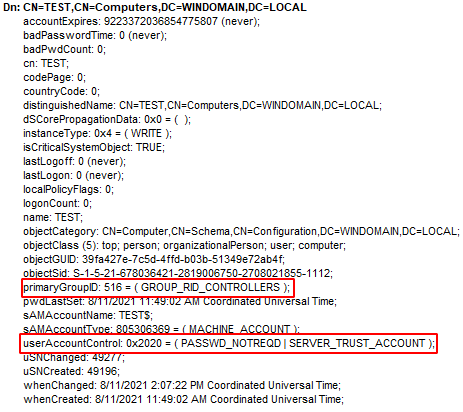 Dn: CN=TEST,CN=Computers,DC=WINDOMAIN,DC=LOCAL
accountExpires: 9223372036854775807 (never);
badPasswordTime: 0 (never);
badPwdCount: 0;
cn: TEST;
codePage: 0;
countryCode: 0;
distinguishedName: CN=TEST,CN=Computers,DC=WINDOMAIN,DC=LOCAL;
dSCorePropagationData: 0x0 = (  );
instanceType: 0x4 = ( WRITE );
isCriticalSystemObject: TRUE;
lastLogoff: 0 (never);
lastLogon: 0 (never);
localPolicyFlags: 0;
logonCount: 0;
name: TEST;
objectCategory: CN=Computer,CN=Schema,CN=Configuration,DC=WINDOMAIN,DC=LOCAL;
objectClass (5): top; person; organizationalPerson; user; computer;
objectGUID: 39fa427e-7c5d-4ffd-b03b-51349e72ab4f;
objectSid: S-1-5-21-678036421-2819006750-2708021855-1112;
primaryGroupID: 516 = ( GROUP_RID_CONTROLLERS );
pwdLastSet: 8/11/2021 11:49:02 AM Coordinated Universal Time;
sAMAccountName: TEST$;
sAMAccountType: 805306369 = ( MACHINE_ACCOUNT );
userAccountControl: 0x2020 = ( PASSWD_NOTREQD | SERVER_TRUST_ACCOUNT );
uSNChanged: 49277;
uSNCreated: 49196;
whenChanged: 8/11/2021 2:07:22 PM Coordinated Universal Time;
whenCreated: 8/11/2021 11:49:02 AM Coordinated Universal Time;